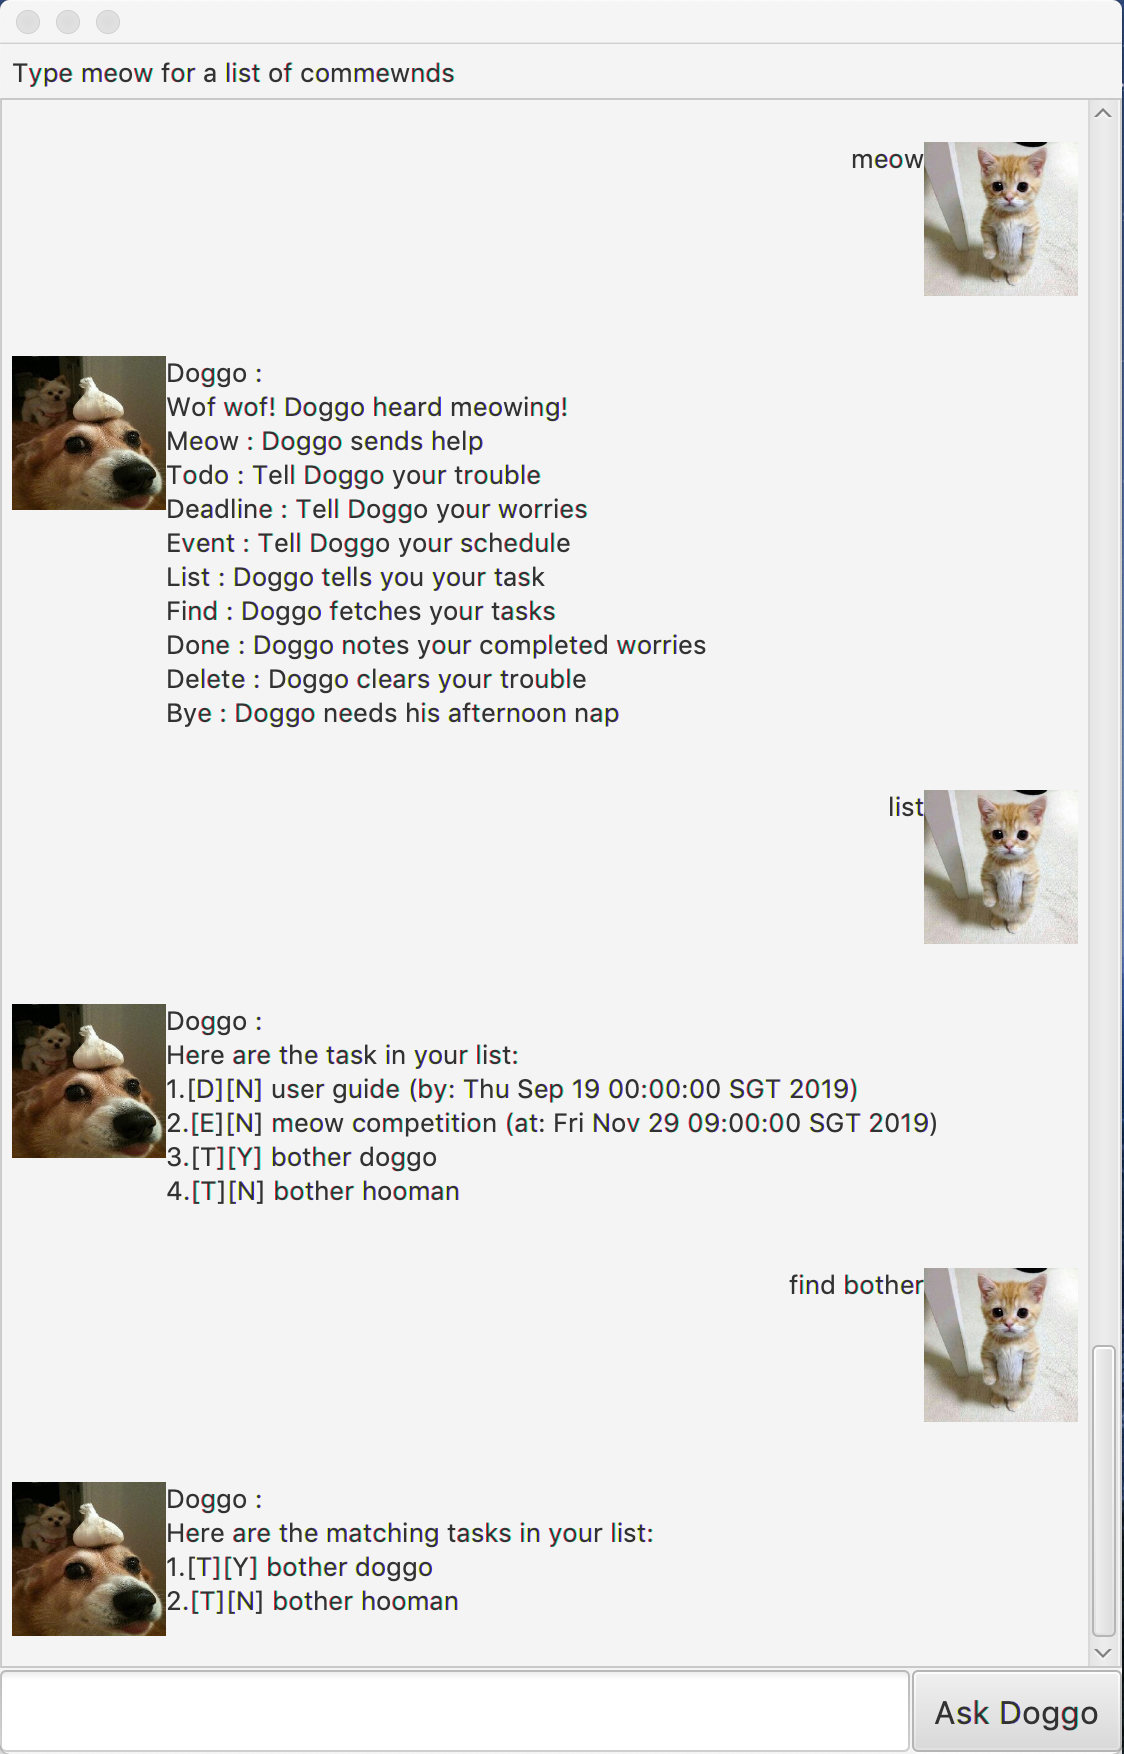 Type meow for a list of commewnds
meow
Doggo :
Wof wof! Doggo heard meowing!
Meow : Doggo sends help
Todo : Tell Doggo your trouble
Deadline : Tell Doggo your worries
Event : Tell Doggo your schedule
List : Doggo tells you your task
Find : Doggo fetches your tasks
Done : Doggo notes your completed worries
Delete : Doggo clears your trouble
Bye : Doggo needs his afternoon nap
list
Doggo :
Here are the task in your list:
1.[D][N] user guide (by: Thu Sep 19 00:00:00 SGT 2019)
2.[E][N] meow competition (at: Fri Nov 29 09:00:00 SGT 2019)
3.[T][Y] bother doggo
4.[T][N] bother hooman
find bother
Doggo :
Here are the matching tasks in your list:
1.[T][Y] bother doggo
2.[T][N] bother hooman
Ask Doggo